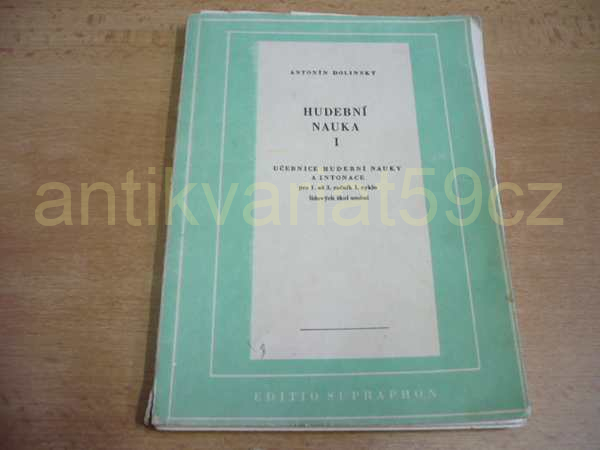 ANTONÍN DOLINSKÝ
HUDEBNÍ
NAUKA
I
UČEBNICE HUDEBNÍ NAUKY
A INTONACE
pro 1. až 3. ročník 1. cyklu
lidových škol umění
antikvariat59cz
EDITIO SUPRAPHON